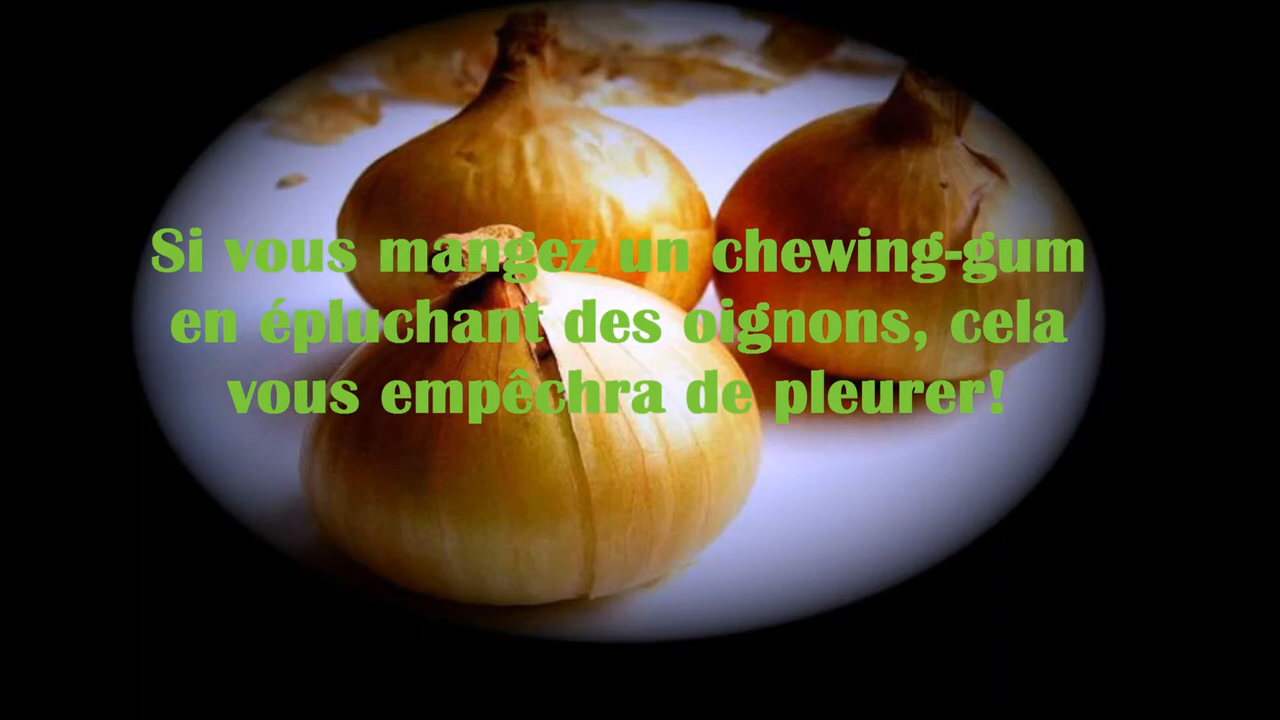 Si vous mangez un chewing-gum
en épluchant des oignons, cela
vous empêchra de pleurer!